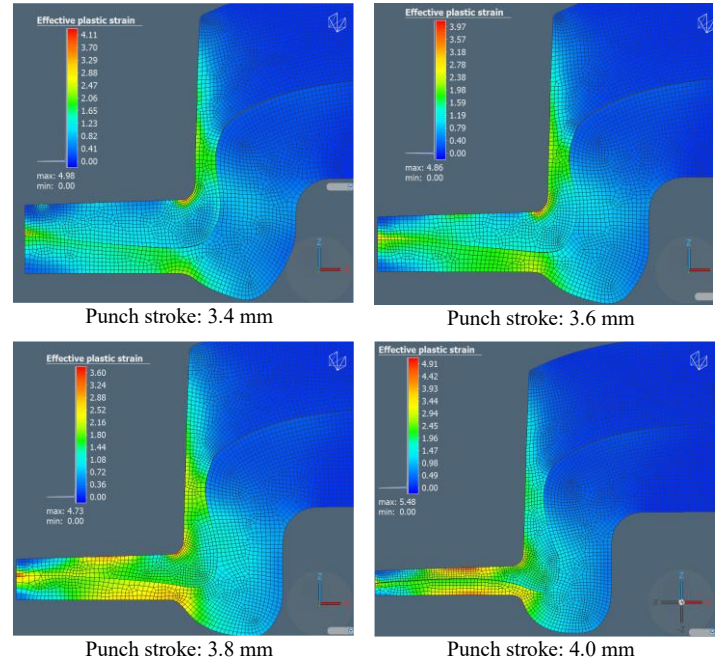 Effective plastic strain
4.11
3.70
3.29
2.88
2.47
2.06
1.65
1.23
0.82
0.41
0.00
max: 4.98
min: 0.00
Z
Punch stroke: 3.4 mm
Effective plastic strain
3.97
3.57
3.18
2.78
2.38
1.98
1.59
1.19
0.79
0.40
0.00
max: 4.86
min: 0.00
Z
Punch stroke: 3.6 mm
Effective plastic strain
3.60
3.24
2.88
2.52
2.16
1.80
1.44
1.08
0.72
0.36
0.00
max: 4.73
min: 0.00
Z
Punch stroke: 3.8 mm
Effective plastic strain
4.91
4.42
3.93
3.44
2.94
2.45
1.96
1.47
0.98
0.49
0.00
max: 5.48
min: 0.00
Z
Punch stroke: 4.0 mm